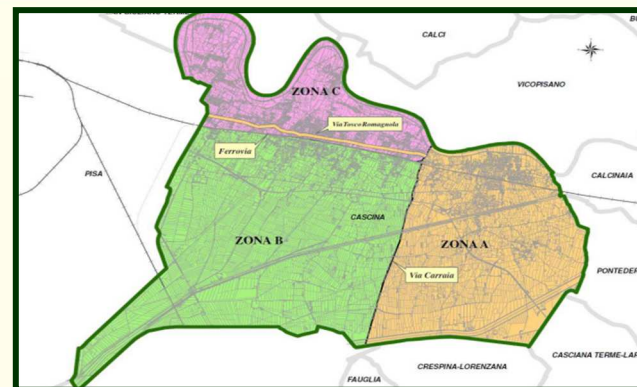 CALCI
VICOPISANO
ZONA C
Via Tosco Romagnola
Ferrovia
CALCINAIA
PISA
CASCINA
ZONA B
ZONA A
Via Carraia
PONTEDER
CASCIANA TERME-LAR
CRESPINA-LORENZANA
FAUGLIA